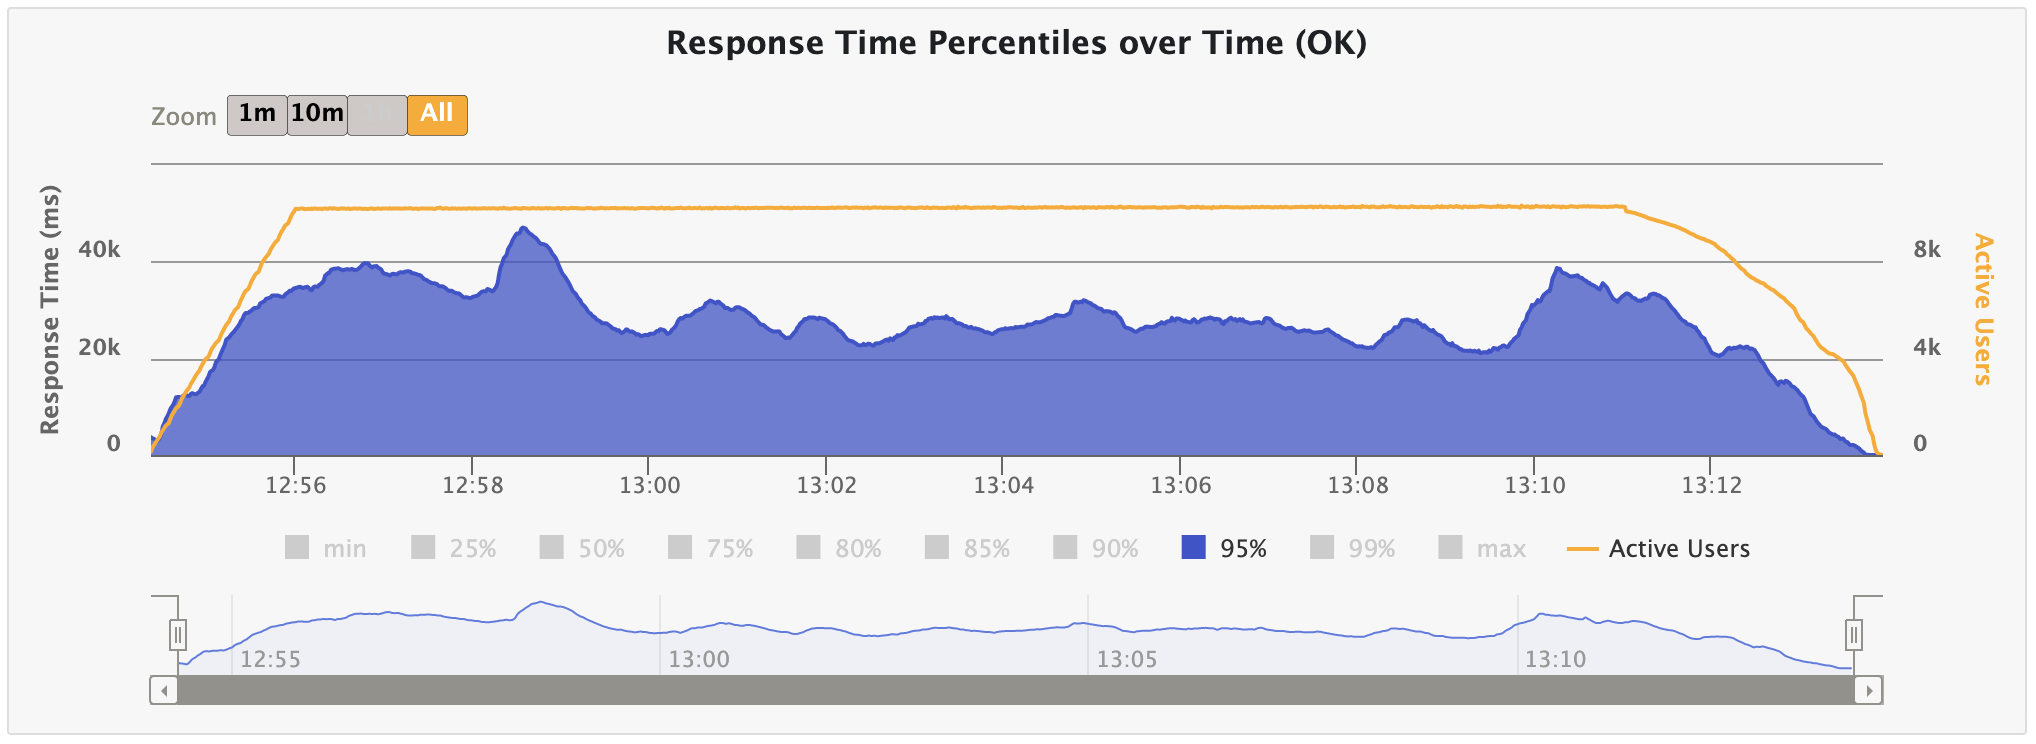 Response Time Percentiles over Time (OK)
Zoom 1m 10m 1h All
Response Time (ms)
40k
20k
0
8k
4k
0
Active Users
12:56 12:58 13:00 13:02 13:04 13:06 13:08 13:10 13:12
min 25% 50% 75% 80% 85% 90% 95% 99% max Active Users
12:55 13:00 13:05 13:10